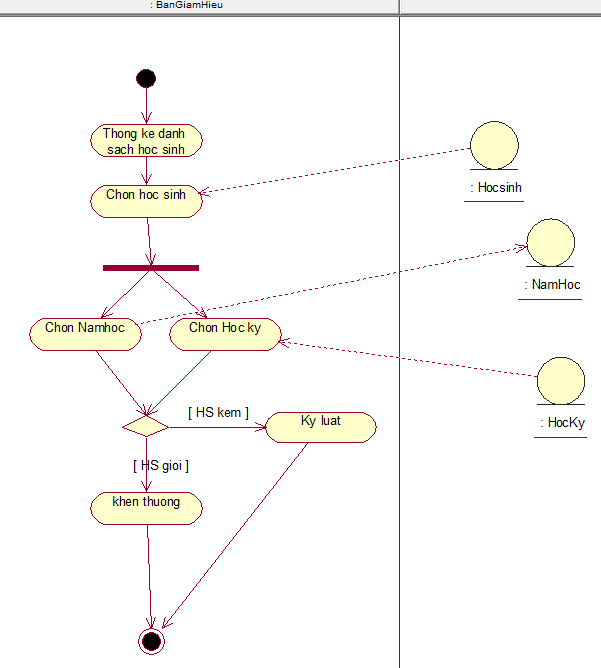 : BanGiamHieu
Thong ke danh
sach hoc sinh
Chon hoc sinh
: Hocsinh
: NamHoc
Chon Namhoc
Chon Hoc ky
: HocKy
[ HS kem ]
Ky luat
[ HS gioi ]
khen thuong